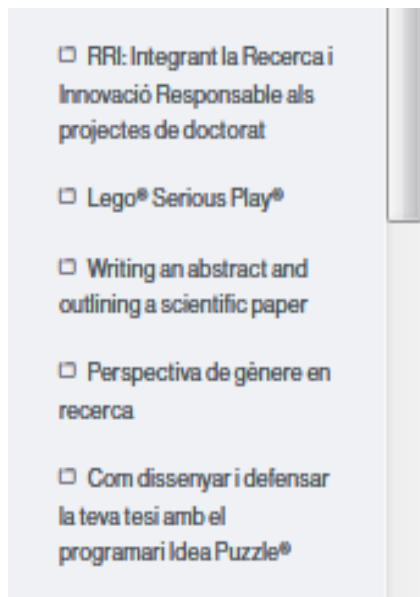 RRI: Integrant la Recerca i
Innovació Responsable als
projectes de doctorat
Lego® Serious Play®
Writing an abstract and
outlining a scientific paper
Perspectiva de gènere en
recerca
Com dissenyar i defensar
la teva tesi amb el
programari Idea Puzzle®